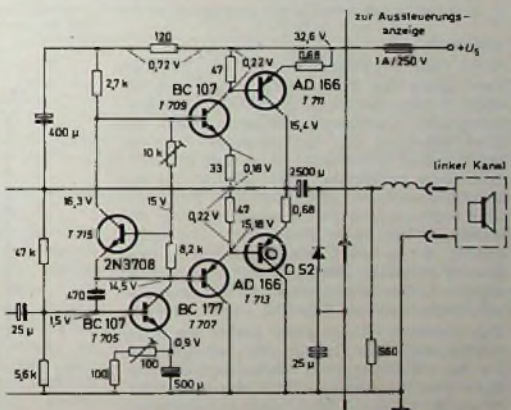 zur Aussteuerungs-
anzeige
120
32,6 V
0,72 V
47
0,22 V
0,68
1 A/250 V
+U₅
2,7 k
BC 107
T 709
AD 166
T 711
400 µ
15,4 V
10 k
33
0,18 V
2500 µ
linker Kanal
16,3 V
15 V
0,22 V
47
15,18 V
0,68
T 715
2N3708
8,2 k
D 52
47 k
470
14,5 V
BC 177
T 707
AD 166
T 713
25 µ
1,5 V
BC 107
T 705
0,9 V
100
100
500 µ
25 µ
560
5,6 k